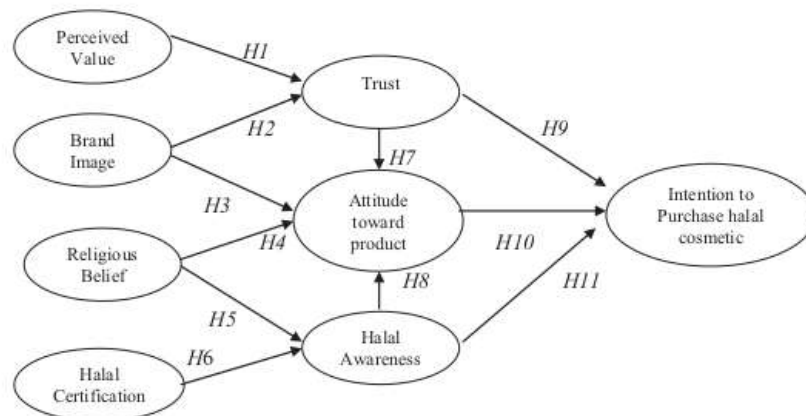 Perceived
Value
H1
Trust
H2
H9
Brand
Image
H7
H3
Attitude
toward
product
Intention to
Purchase halal
cosmetic
H4
H10
Religious
Belief
H8
H11
H5
Halal
Awareness
H6
Halal
Certification